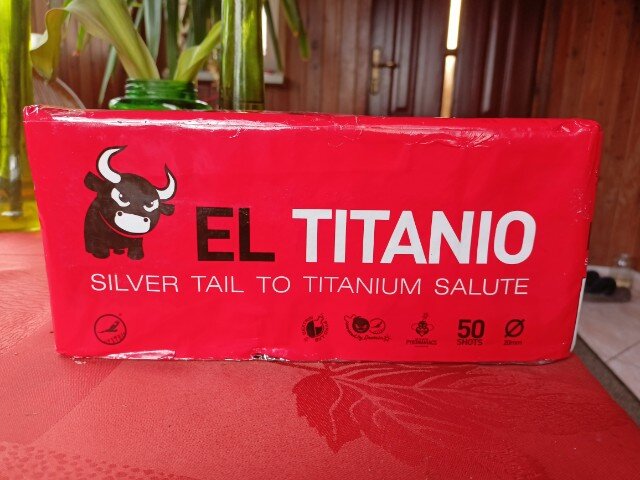 EL TITANIO
SILVER TAIL TO TITANIUM SALUTE
50
SHOTS